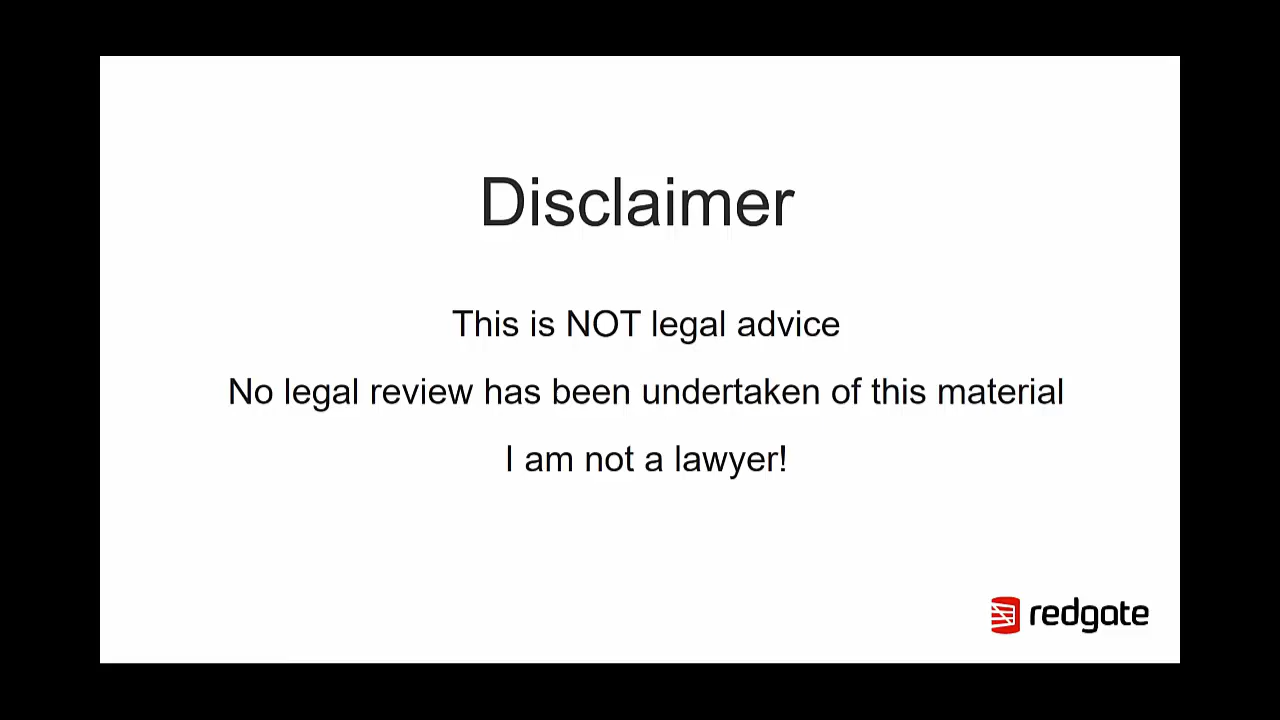 Disclaimer
This is NOT legal advice
No legal review has been undertaken of this material
I am not a lawyer!
redgate